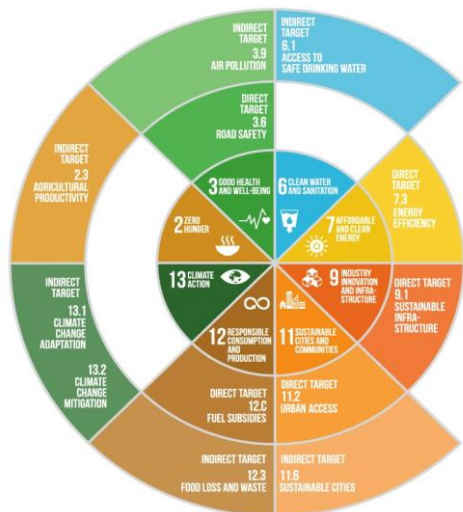 INDIRECT
TARGET
3.9
AIR POLLUTION
INDIRECT
TARGET
6.1
ACCESS TO
SAFE DRINKING WATER
DIRECT
TARGET
3.6
ROAD SAFETY
INDIRECT
TARGET
2.3
AGRICULTURAL
PRODUCTIVITY
DIRECT
TARGET
7.3
ENERGY
EFFICIENCY
3 GOOD HEALTH
AND WELL-BEING
6 CLEAN WATER
AND SANITATION
2 ZERO
HUNGER
7 AFFORDABLE
AND CLEAN
ENERGY
13 CLIMATE
ACTION
9 INDUSTRY
INNOVATION
AND INFRA-
STRUCTURE
12 RESPONSIBLE
CONSUMPTION
AND
PRODUCTION
11 SUSTAINABLE
CITIES AND
COMMUNITIES
INDIRECT
TARGET
13.1
CLIMATE
CHANGE
ADAPTATION
13.2
CLIMATE
CHANGE
MITIGATION
DIRECT TARGET
9.1
SUSTAINABLE
INFRA-
STRUCTURE
DIRECT TARGET
12.C
FUEL SUBSIDIES
DIRECT TARGET
11.2
URBAN ACCESS
INDIRECT TARGET
12.3
FOOD LOSS AND WASTE
INDIRECT TARGET
11.6
SUSTAINABLE CITIES